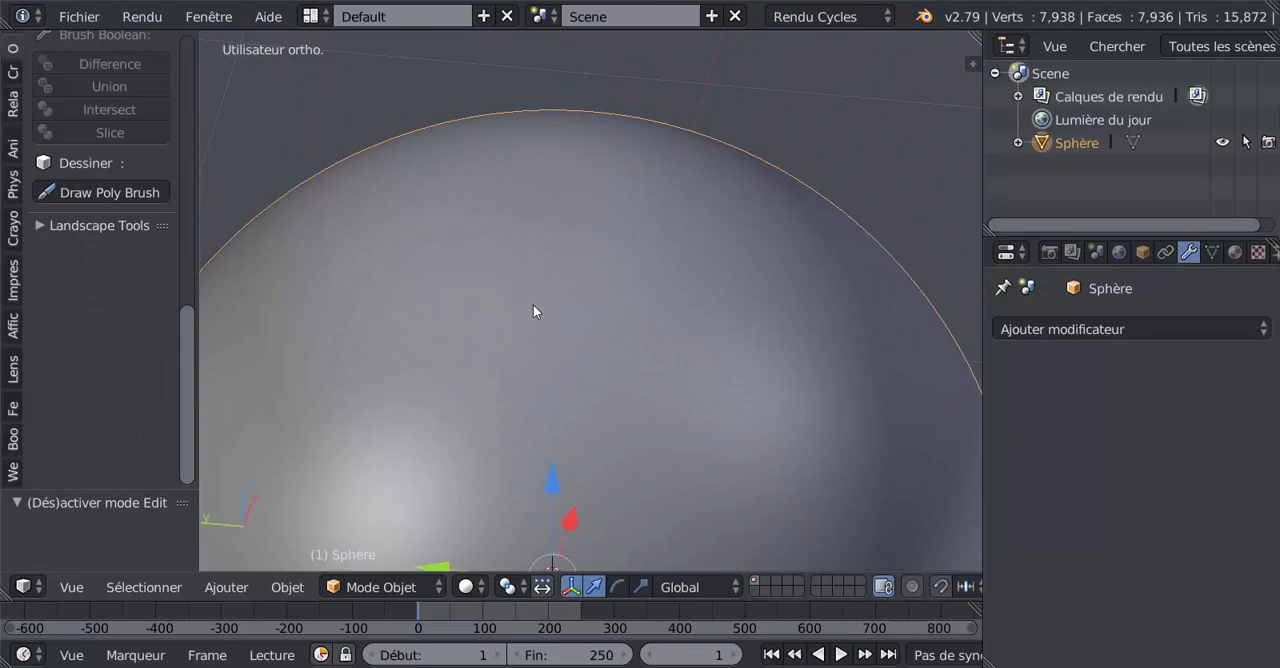 Fichier Rendu Fenêtre Aide Default Scene Rendu Cycles v2.79 | Verts : 7,938 | Faces : 7,936 | Tris : 15,872
Brush Boolean:
Difference
Union
Intersect
Slice
Dessiner :
Draw Poly Brush
Landscape Tools
(Dés)activer mode Edit
O
Cr
Rela
Ani
Phys
Crayo
Impres
Affic
Lens
Fe
Boo
We
Utilisateur ortho.
z
x
y
(1) Sphère
Vue Sélectionner Ajouter Objet Mode Objet Global
-600 -500 -400 -300 -200 -100 0 100 200 300 400 500 600 700 800
Vue Marqueur Frame Lecture Début: 1 Fin: 250 1 Pas de syn
Vue Chercher Toutes les scènes
Scene
Calques de rendu
Lumière du jour
Sphère
Sphère
Ajouter modificateur